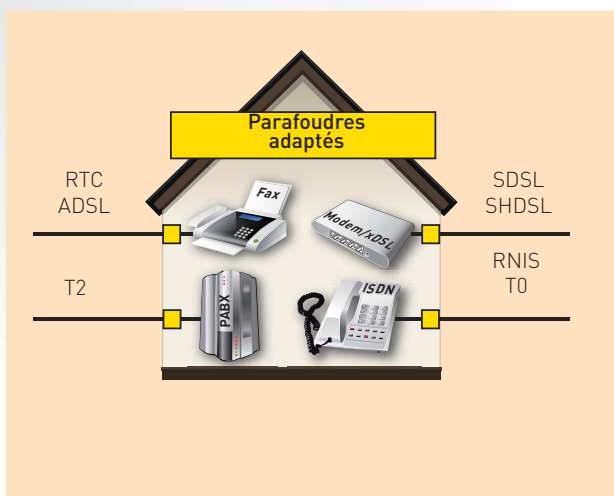 Parafoudres
adaptés
RTC
ADSL
Fax
Modem/xDSL
SDSL
SHDSL
T2
PABX
ISDN
RNIS
T0